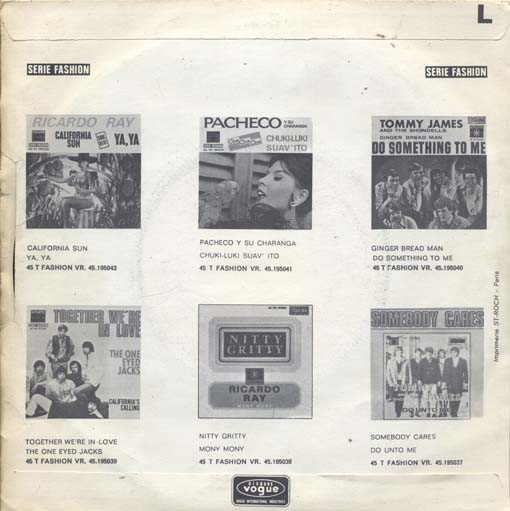 L
SERIE FASHION
SERIE FASHION
RICARDO RAY
CALIFORNIA SUN
YA, YA
PACHECO Y SU CHARANGA
CHUKI-LUKI
SUAV'ITO
TOMMY JAMES
AND THE SHONDELLS
GINGER BREAD MAN
DO SOMETHING TO ME
CALIFORNIA SUN
YA, YA
45 T FASHION VR. 45.195043
PACHECO Y SU CHARANGA
CHUKI-LUKI SUAV' ITO
45 T FASHION VR. 45.195041
GINGER BREAD MAN
DO SOMETHING TO ME
45 T FASHION VR. 45.195040
TOGETHER WE'RE IN LOVE
THE ONE EYED JACKS
CALIFORNIA'S CALLING
NITTY GRITTY
RICARDO RAY
SOMEBODY CARES
DO UNTO ME
TOGETHER WE'RE IN LOVE
THE ONE EYED JACKS
45 T FASHION VR. 45.195039
NITTY GRITTY
MONY MONY
45 T FASHION VR. 45.195038
SOMEBODY CARES
DO UNTO ME
45 T FASHION VR. 45.195037
Imprimerie ST-ROCH - Paris
disques
vogue
VOGUE INTERNATIONAL INDUSTRIES